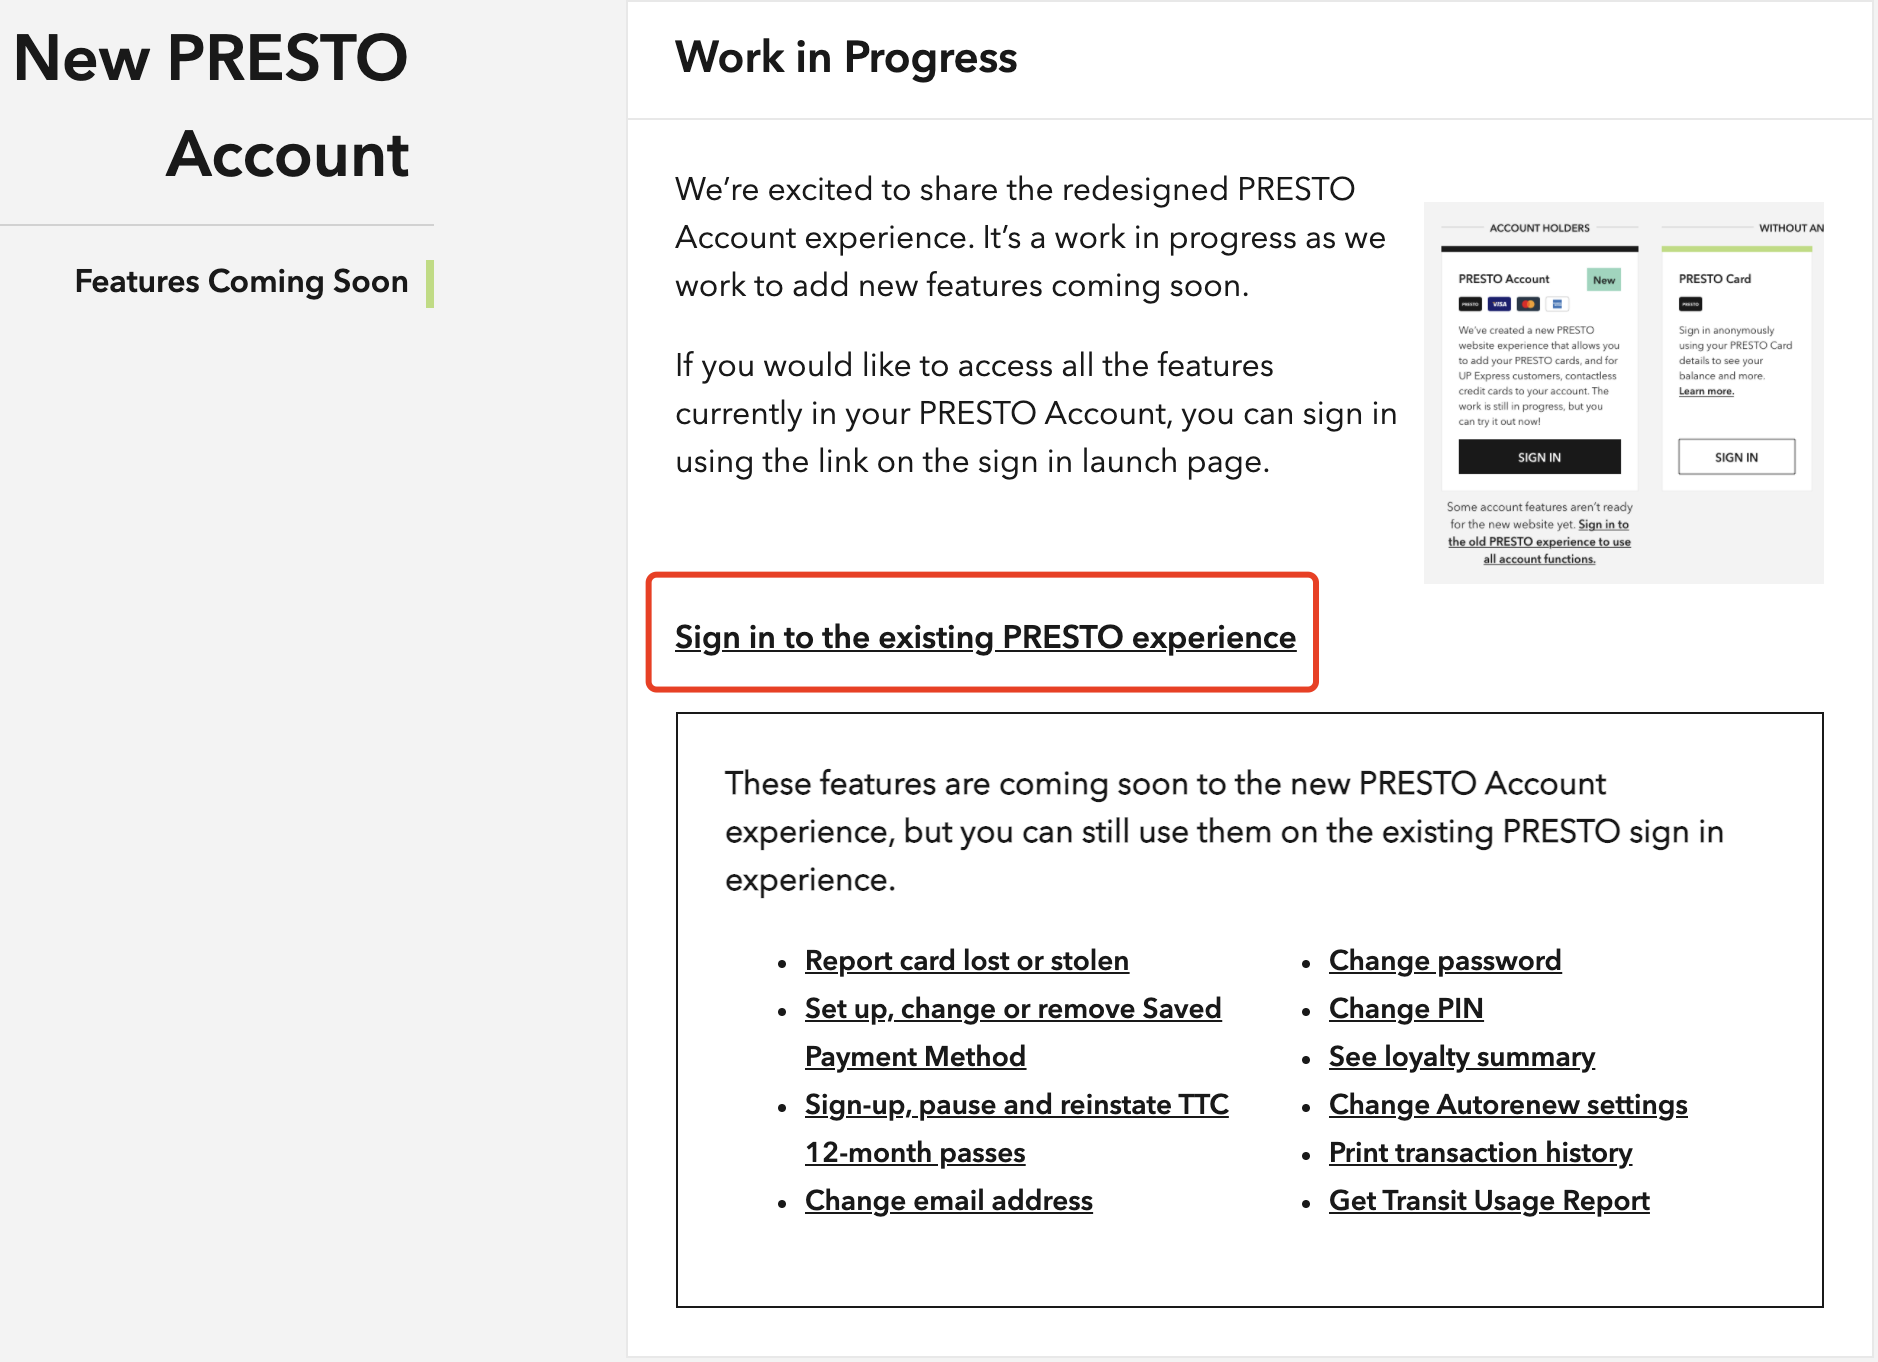 New PRESTO
Account
Features Coming Soon
Work in Progress
We’re excited to share the redesigned PRESTO
Account experience. It’s a work in progress as we
work to add new features coming soon.
If you would like to access all the features
currently in your PRESTO Account, you can sign in
using the link on the sign in launch page.
ACCOUNT HOLDERS
PRESTO Account
New
PRESTO VISA
We've created a new PRESTO
website experience that allows you
to add your PRESTO cards, and for
UP Express customers, contactless
credit cards to your account. The
work is still in progress, but you
can try it out now!
SIGN IN
Some account features aren't ready
for the new website yet. Sign in to
the old PRESTO experience to use
all account functions.
WITHOUT AN
PRESTO Card
PRESTO
Sign in anonymously
using your PRESTO Card
details to see your
balance and more.
Learn more.
SIGN IN
Sign in to the existing PRESTO experience
These features are coming soon to the new PRESTO Account
experience, but you can still use them on the existing PRESTO sign in
experience.
• Report card lost or stolen
• Set up, change or remove Saved
Payment Method
• Sign-up, pause and reinstate TTC
12-month passes
• Change email address
• Change password
• Change PIN
• See loyalty summary
• Change Autorenew settings
• Print transaction history
• Get Transit Usage Report